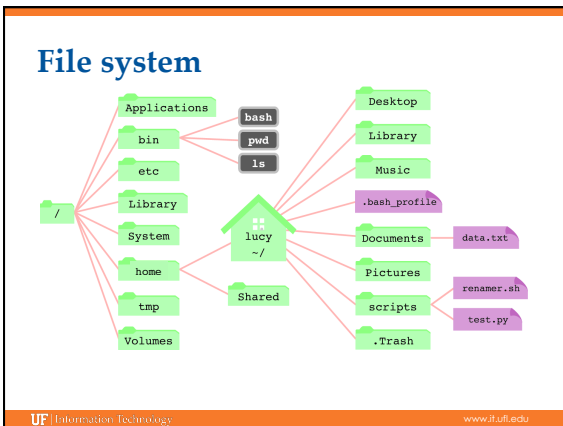 File system
Applications
bin
etc
Library
System
home
tmp
Volumes
/
bash
pwd
ls
lucy
~/
Shared
Desktop
Library
Music
.bash_profile
Documents
Pictures
scripts
.Trash
data.txt
renamer.sh
test.py
UF Information Technology
www.it.ufl.edu